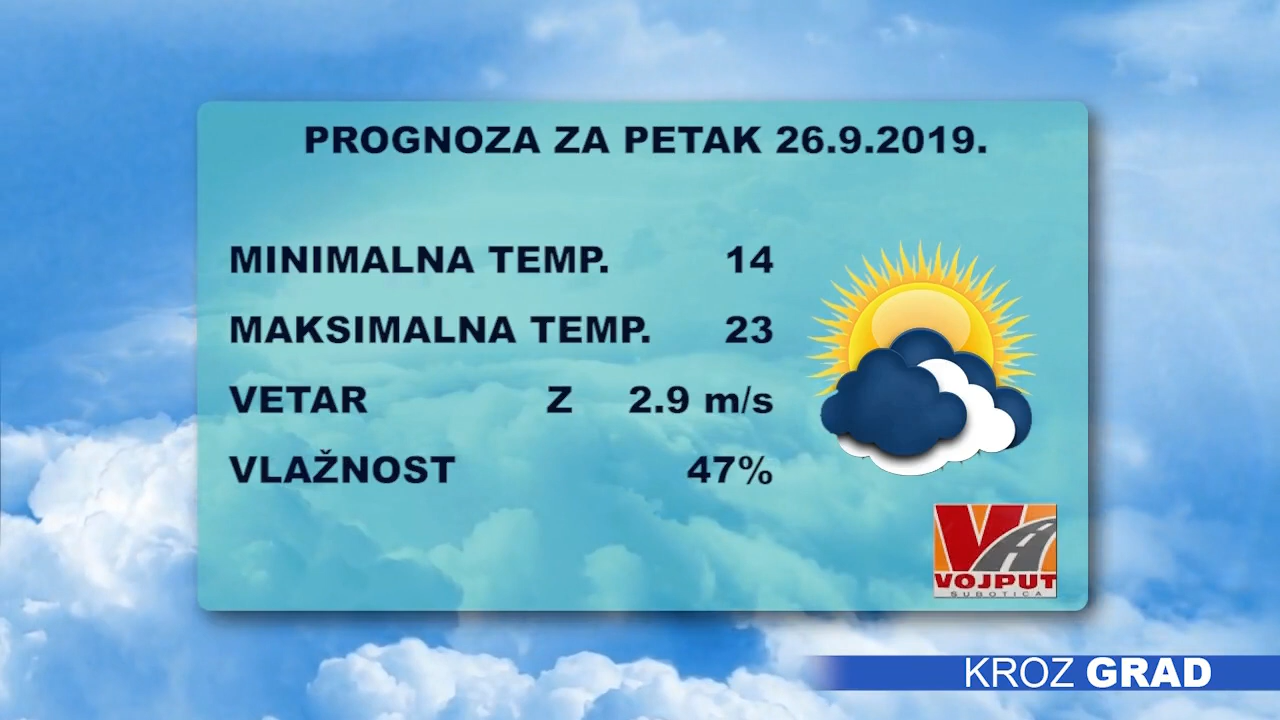 PROGNOZA ZA PETAK 26.9.2019.
MINIMALNA TEMP. 14
MAKSIMALNA TEMP. 23
VETAR Z 2.9 m/s
VLAŽNOST 47%
VOJPUT
SUBOTICA
KROZ GRAD